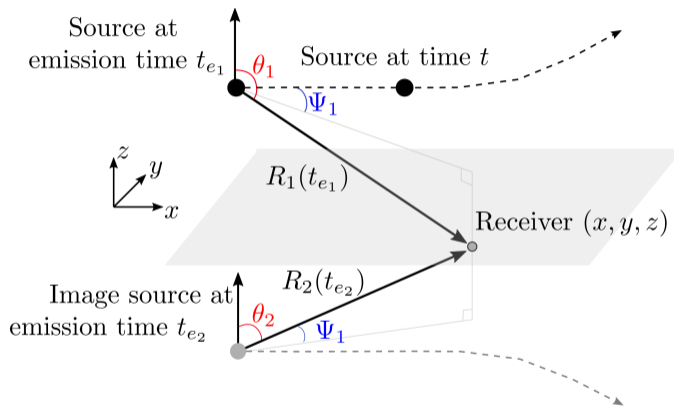 Source at
emission time $t_{e_1}$
$\theta_1$
Source at time $t$
$\Psi_1$
$z$
$y$
$x$
$R_1(t_{e_1})$
Receiver $(x, y, z)$
Image source at
emission time $t_{e_2}$
$R_2(t_{e_2})$
$\theta_2$
$\Psi_1$